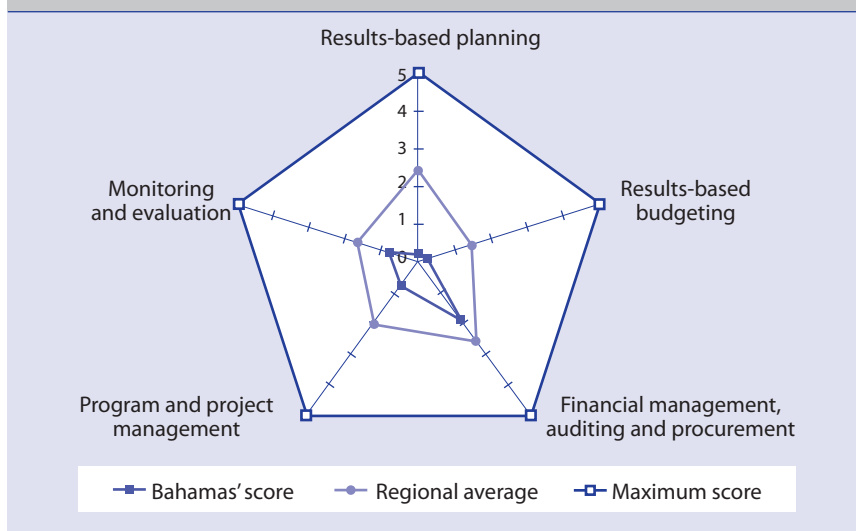 Results-based planning
5
4
3
2
1
0
Monitoring
and evaluation
Results-based
budgeting
Program and project
management
Financial management,
auditing and procurement
Bahamas’ score
Regional average
Maximum score